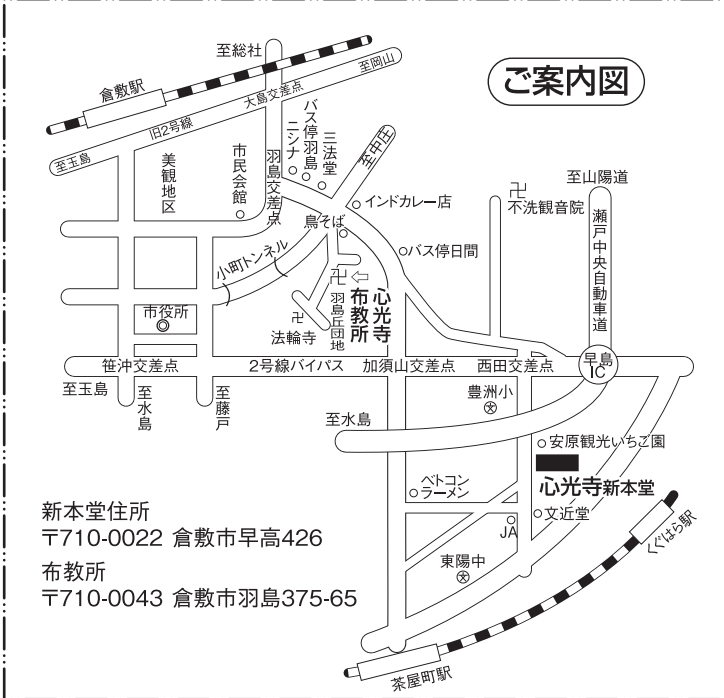 ご案内図
至総社
至岡山
倉敷駅
大島交差点
旧2号線
至玉島
美観地区
市民会館
羽島交差点
ニシナ
バス停羽島
三法堂
至中庄
インドカレー店
鳥そば
バス停日間
不洗観音院
至山陽道
瀬戸中央自動車道
小町トンネル
心光寺
布教所
羽島丘団地
法輪寺
市役所
笹沖交差点
2号線バイパス
加須山交差点
西田交差点
早島
IC
至玉島
至水島
至藤戸
豊洲小
至水島
安原観光いちご園
心光寺新本堂
ベトコン
ラーメン
文近堂
JA
東陽中
くぐはら駅
茶屋町駅
新本堂住所
〒710-0022 倉敷市早高426
布教所
〒710-0043 倉敷市羽島375-65